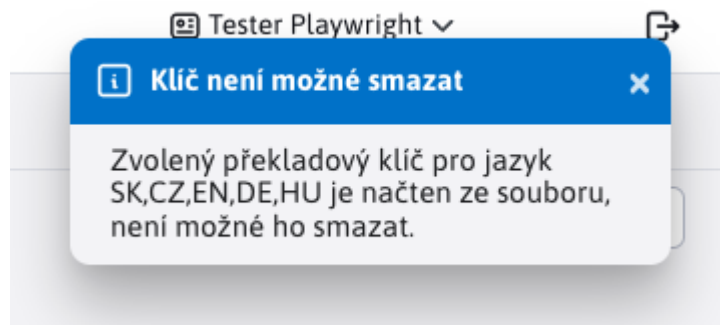 Tester Playwright
Klíč není možné smazat
Zvolený překladový klíč pro jazyk
SK,CZ,EN,DE,HU je načten ze souboru,
není možné ho smazat.